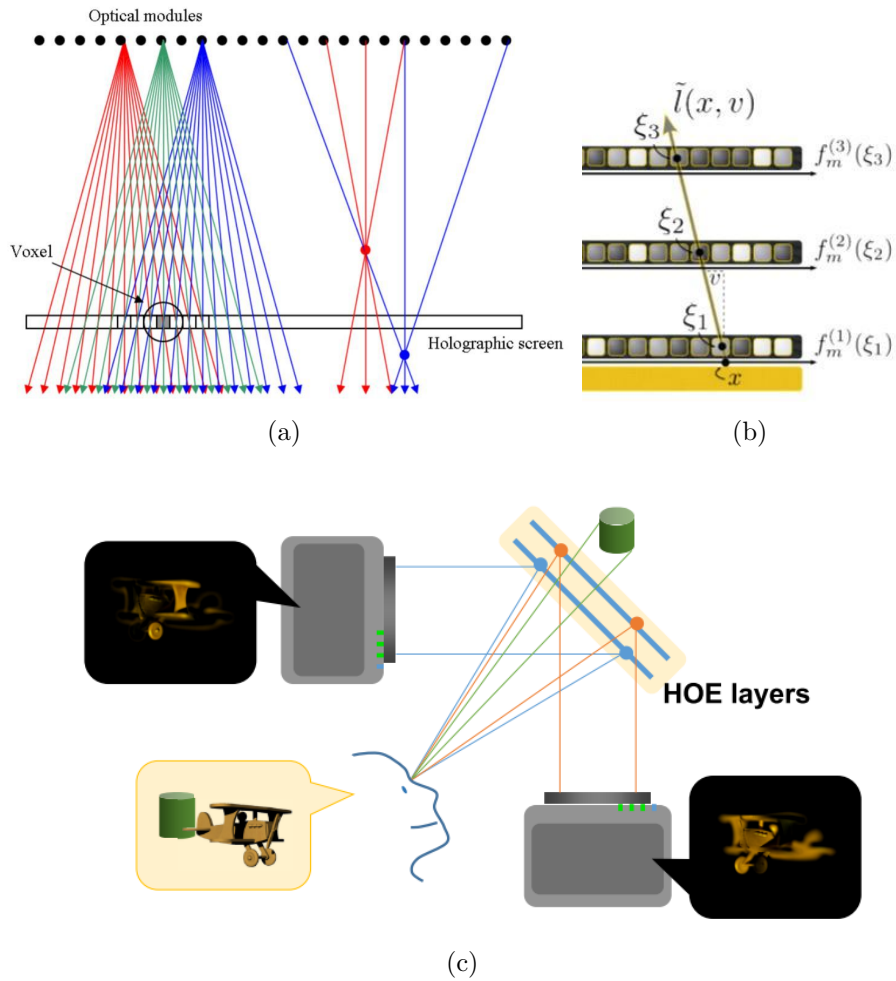 Optical modules
Voxel
Holographic screen
(a)
l̃(x, v)
ξ₃
f_m^{(3)}(ξ₃)
ξ₂
f_m^{(2)}(ξ₂)
v
ξ₁
f_m^{(1)}(ξ₁)
x
(b)
HOE layers
(c)